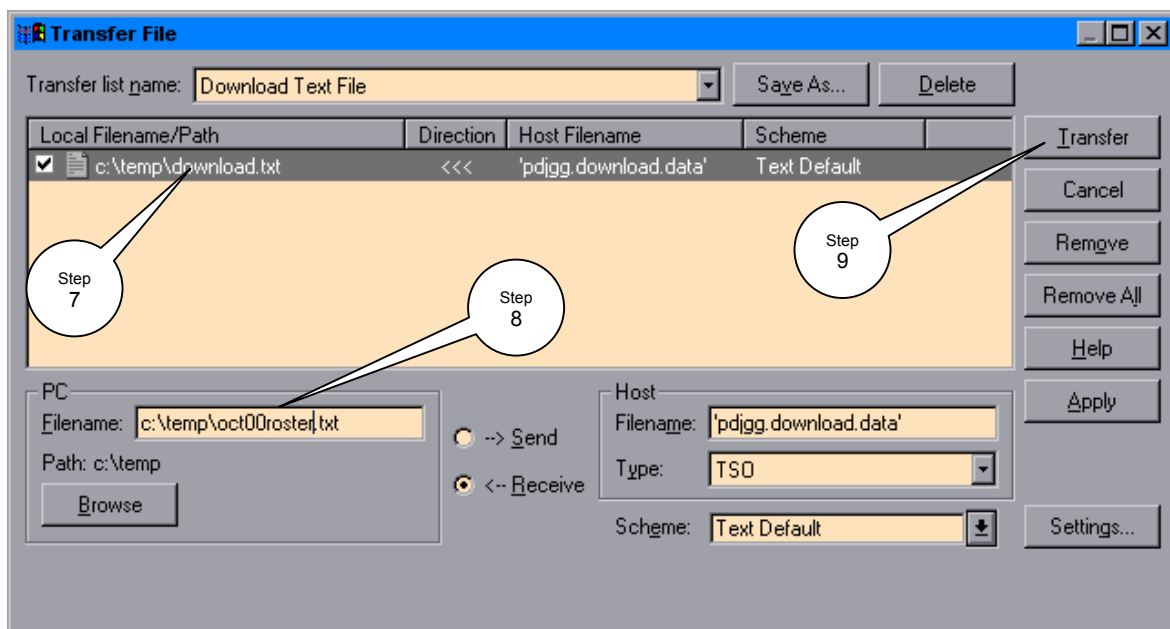 Transfer File
Transfer list name: Download Text File Save As... Delete
Local Filename/Path Direction Host Filename Scheme
c:\temp\download.txt <<< 'pdjgg.download.data' Text Default
Transfer
Cancel
Remove
Remove All
Help
Apply
Settings...
Step
7
Step
8
Step
9
PC
Filename: c:\temp\oct00roster.txt
Path: c:\temp
Browse
--> Send
<-- Receive
Host
Filename: 'pdjgg.download.data'
Type: TSO
Scheme: Text Default